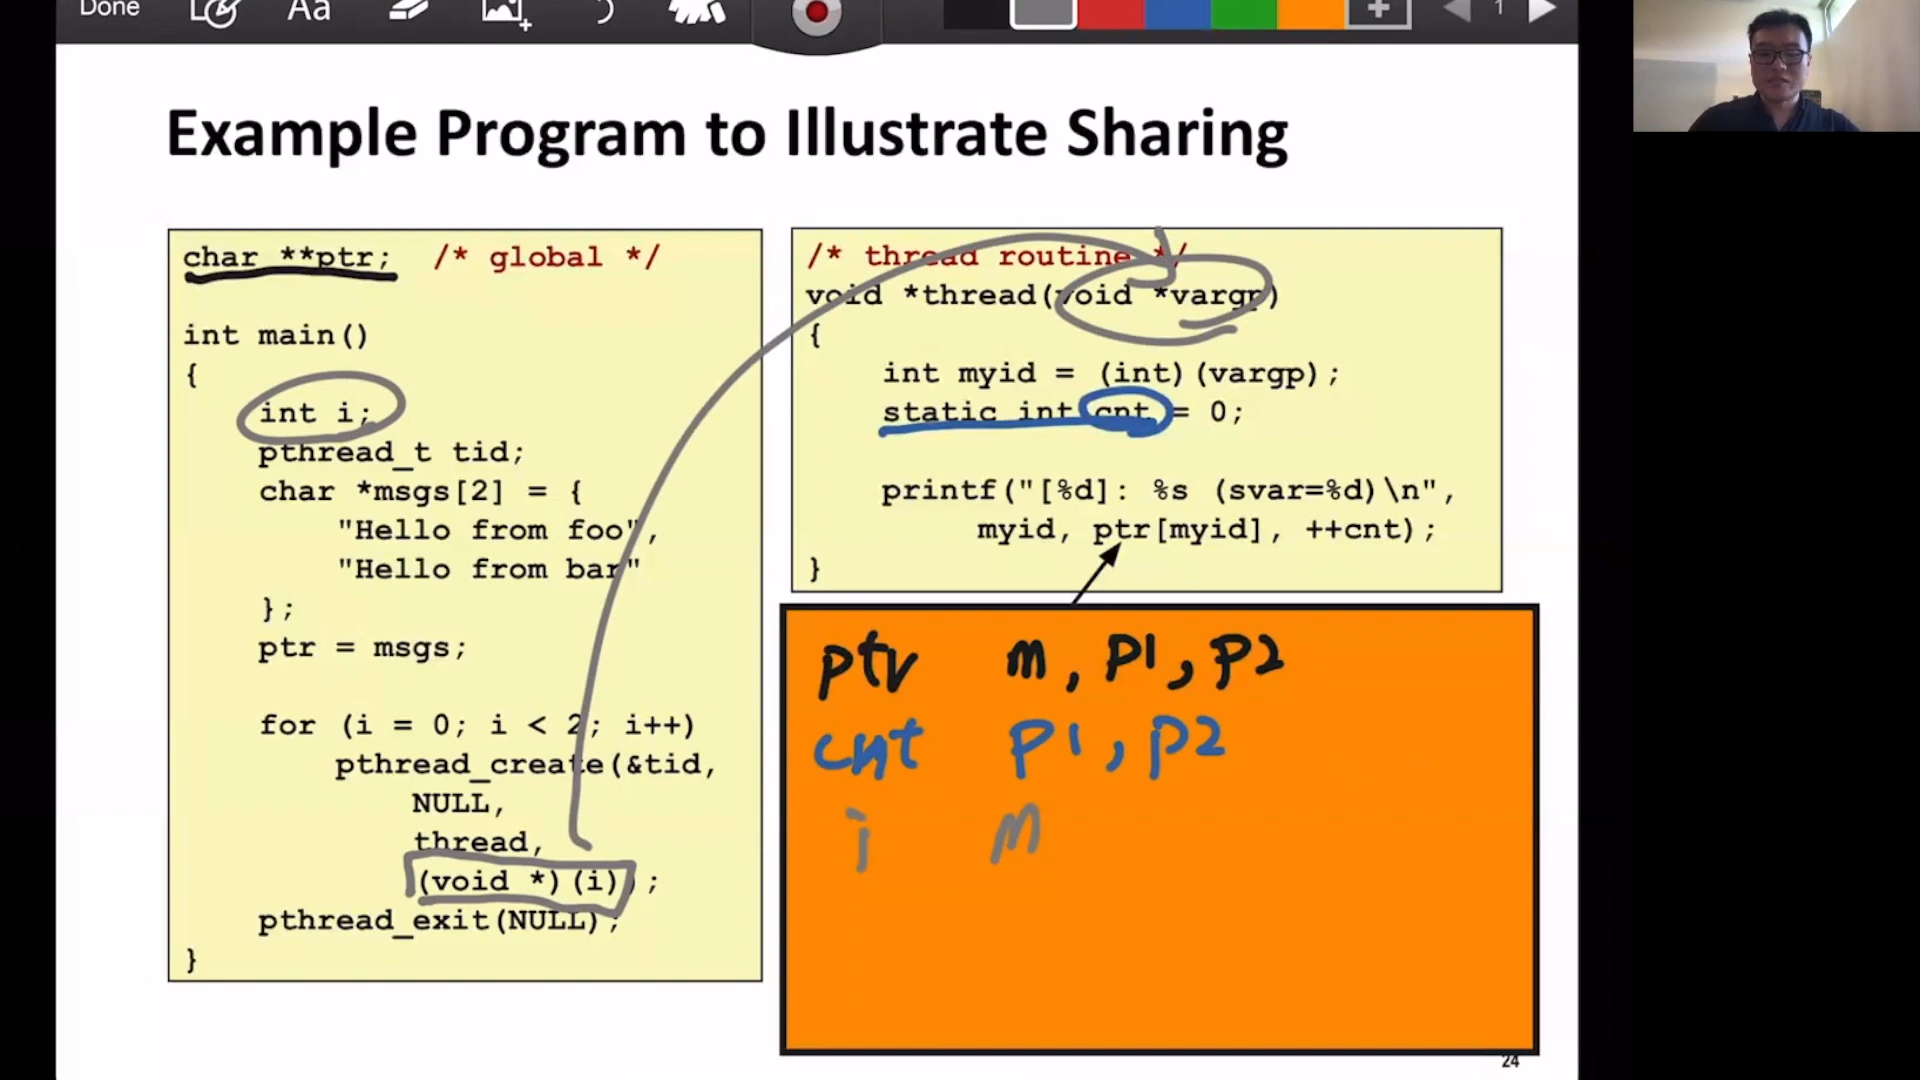 Done Aa 1
Example Program to Illustrate Sharing
char **ptr; /* global */
int main()
{
int i;
pthread_t tid;
char *msgs[2] = {
"Hello from foo",
"Hello from bar"
};
ptr = msgs;
for (i = 0; i < 2; i++)
pthread_create(&tid,
NULL,
thread,
(void *)(i));
pthread_exit(NULL);
}
/* thread routine */
void *thread(void *vargp)
{
int myid = (int)(vargp);
static int cnt = 0;
printf("[%d]: %s (svar=%d)\n",
myid, ptr[myid], ++cnt);
}
ptr m, p1, p2
cnt p1, p2
i m
24